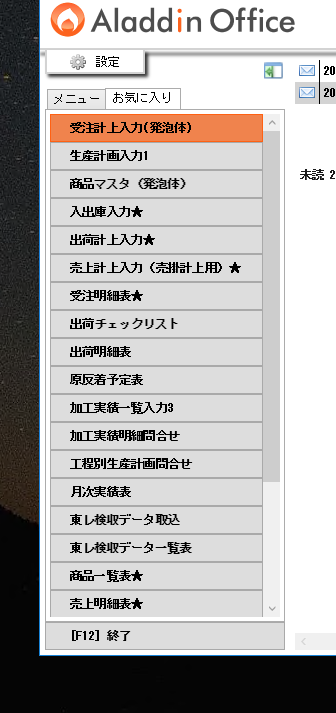 Aladdin Office
設定
20
20
メニュー
お気に入り
未読 2
受注計上入力(発泡体)
生産計画入力1
商品マスタ（発泡体）
入出庫入力★
出荷計上入力★
売上計上入力（売掛計上用）★
受注明細表★
出荷チェックリスト
出荷明細表
原反着予定表
加工実績一覧入力3
加工実績明細問合せ
工程別生産計画問合せ
月次実績表
東レ検収データ取込
東レ検収データ一覧表
商品一覧表★
売上明細表★
[F12] 終了